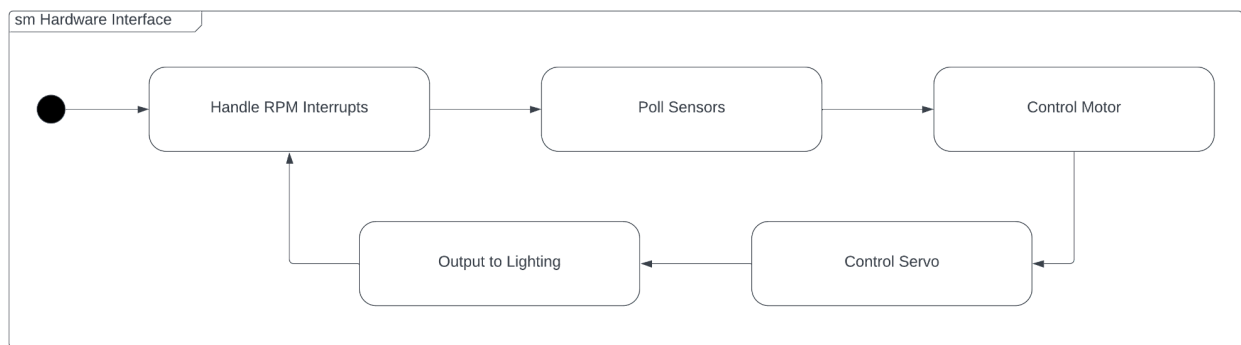 sm Hardware Interface
Handle RPM Interrupts
Poll Sensors
Control Motor
Output to Lighting
Control Servo